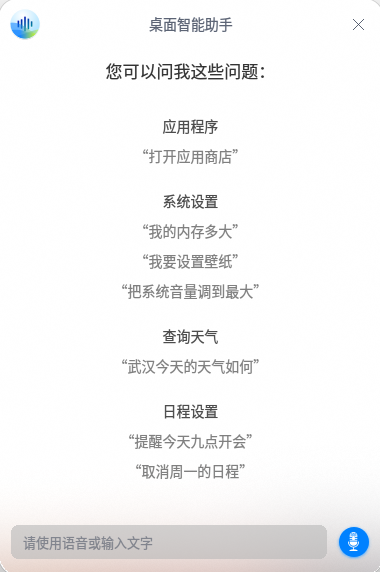 桌面智能助手
您可以问我这些问题：
应用程序
“打开应用商店”
系统设置
“我的内存多大”
“我要设置壁纸”
“把系统音量调到最大”
查询天气
“武汉今天的天气如何”
日程设置
“提醒今天九点开会”
“取消周一的日程”
请使用语音或输入文字